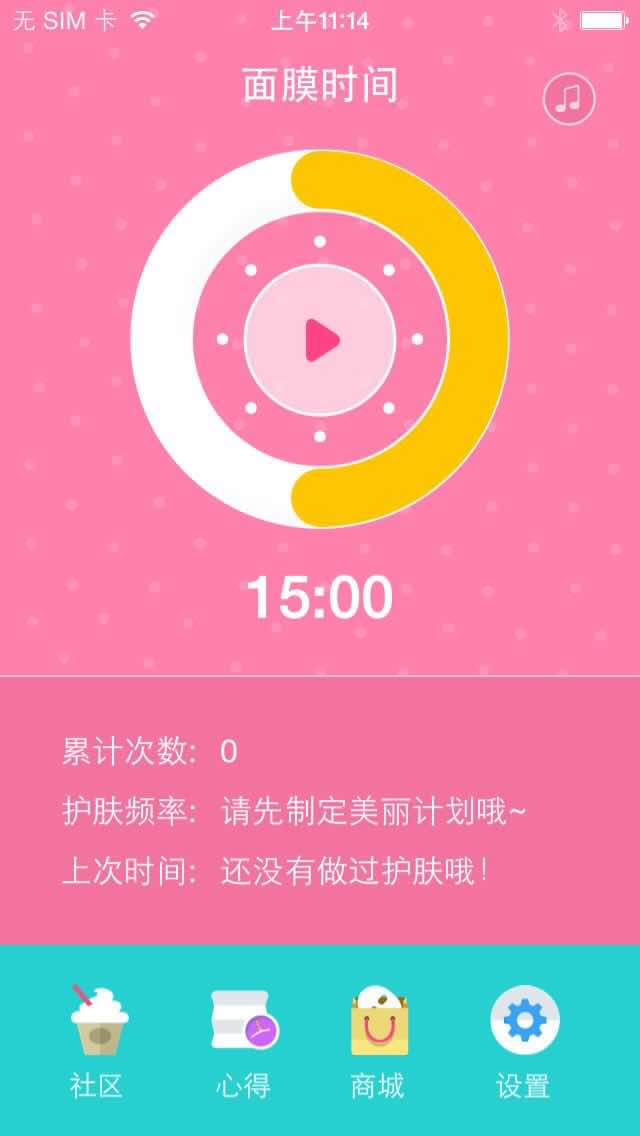 无 SIM 卡 上午11:14
面膜时间
15:00
累计次数: 0
护肤频率: 请先制定美丽计划哦~
上次时间: 还没有做过护肤哦!
社区 心得 商城 设置